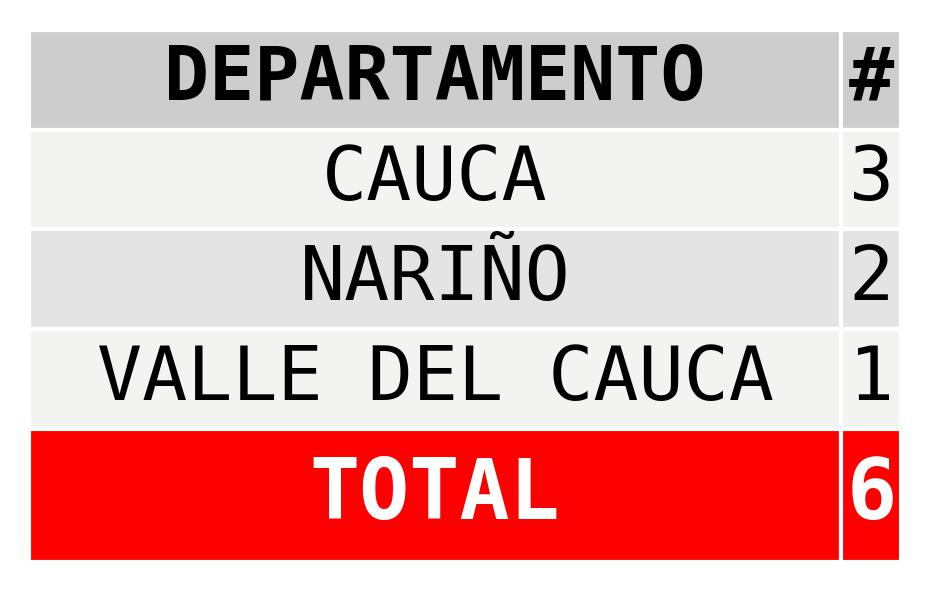 DEPARTAMENTO #
CAUCA 3
NARIÑO 2
VALLE DEL CAUCA 1
TOTAL 6